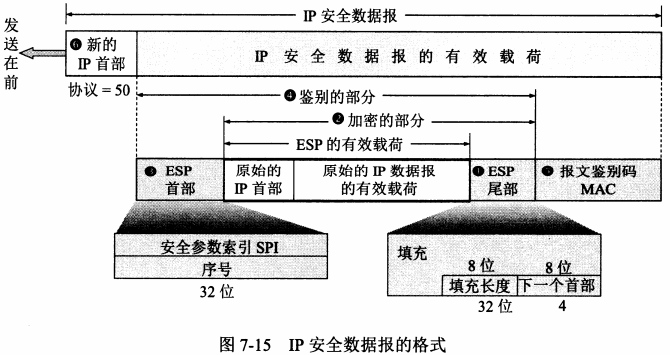 IP 安全数据报
发送在前
❻ 新的
IP 首部
IP 安全数据报的有效载荷
协议 = 50
❹ 鉴别的部分
❷ 加密的部分
ESP 的有效载荷
❸ ESP
首部
原始的
IP 首部
原始的 IP 数据报
的有效载荷
❶ ESP
尾部
❺ 报文鉴别码
MAC
安全参数索引 SPI
序号
32 位
填充
8 位
8 位
填充长度
下一个首部
32 位
4
图 7-15 IP 安全数据报的格式